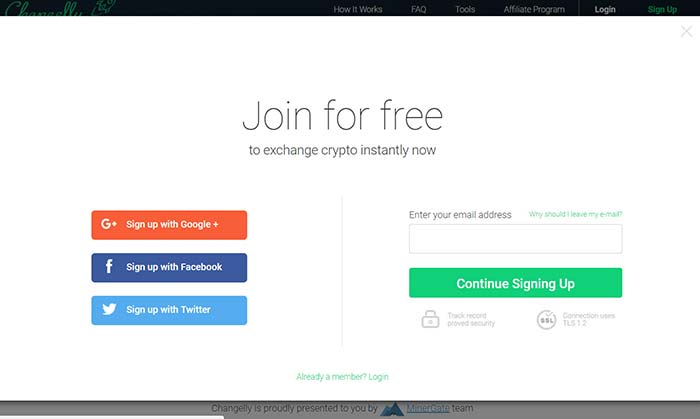 Changelly
How It Works
FAQ
Tools
Affiliate Program
Login
Sign Up
Join for free
to exchange crypto instantly now
G+ Sign up with Google +
f Sign up with Facebook
Sign up with Twitter
Enter your email address
Why should I leave my e-mail?
Continue Signing Up
Track record
proved security
SSL
Connection uses
TLS 1.2
Already a member? Login
Changelly is proudly presented to you by MinerGate team